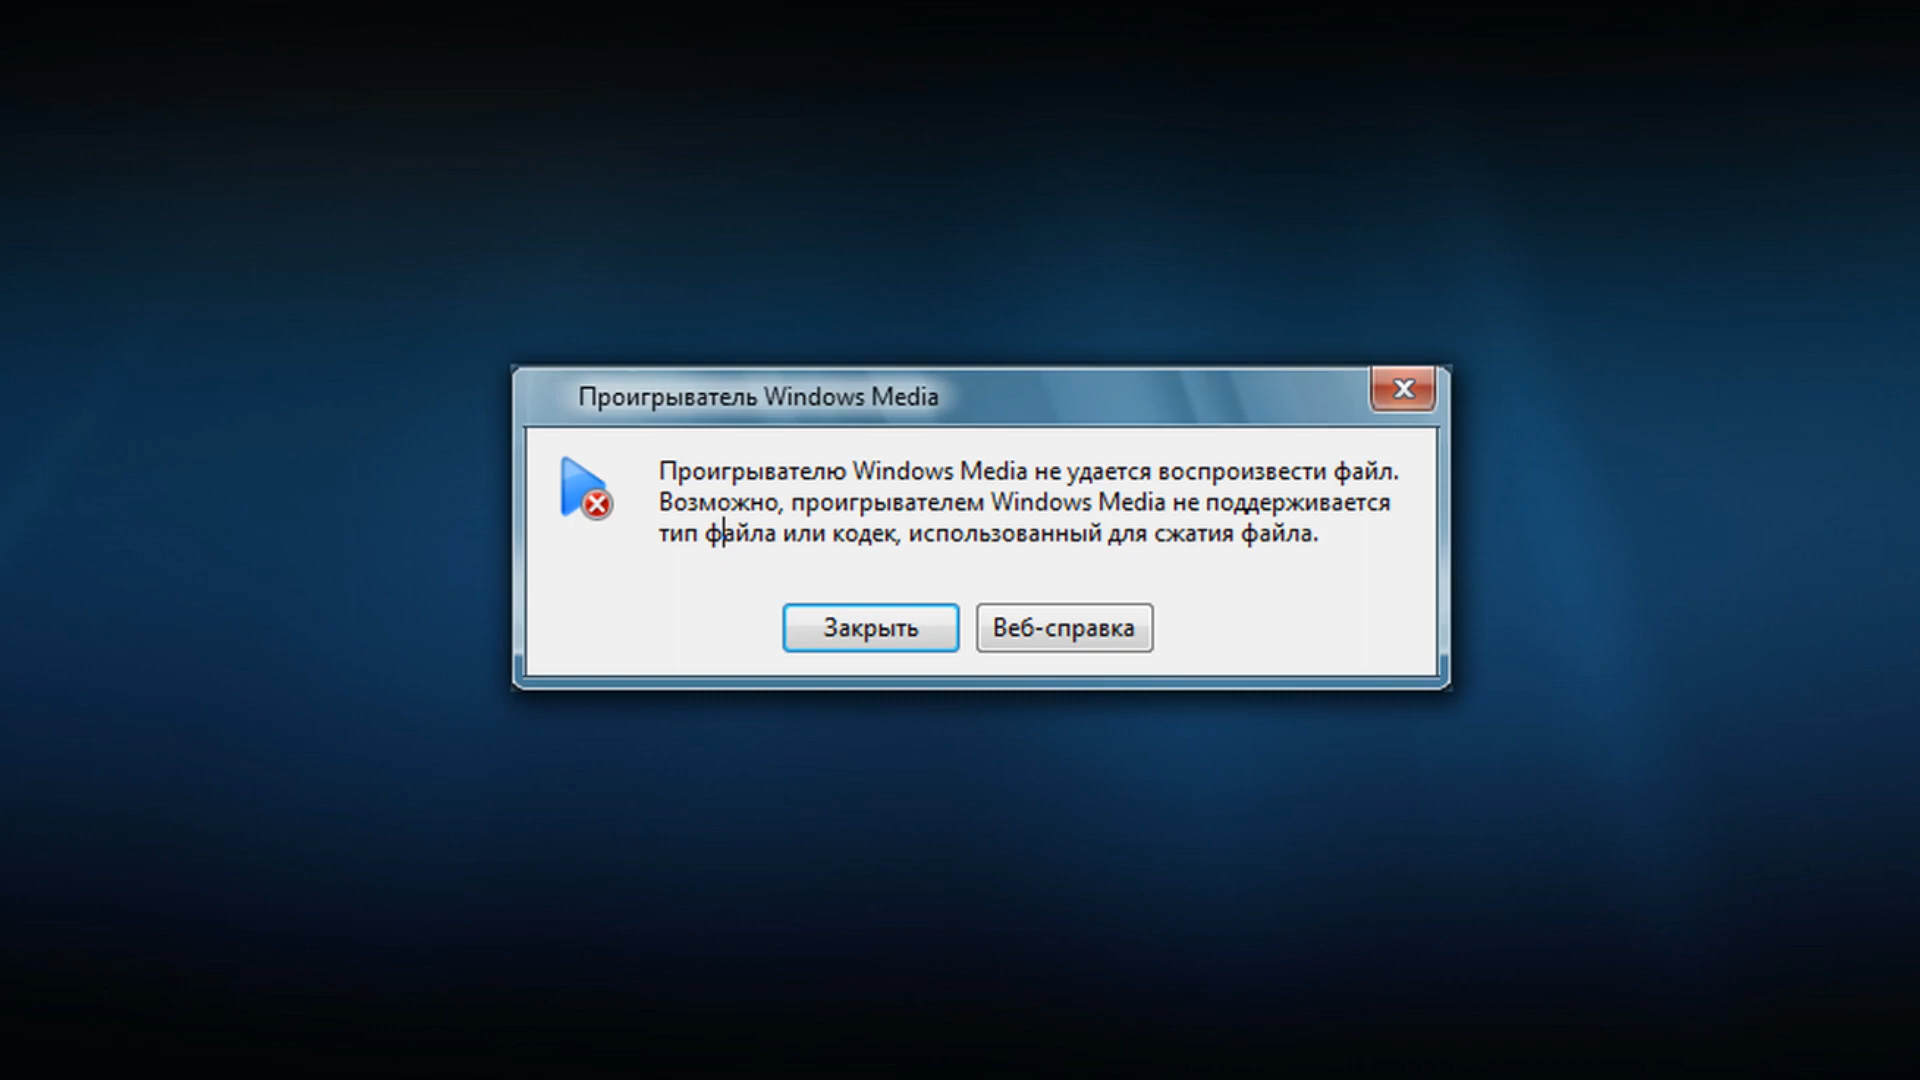 Проигрыватель Windows Media
Проигрывателю Windows Media не удается воспроизвести файл.
Возможно, проигрывателем Windows Media не поддерживается
тип файла или кодек, использованный для сжатия файла.
Закрыть
Веб-справка